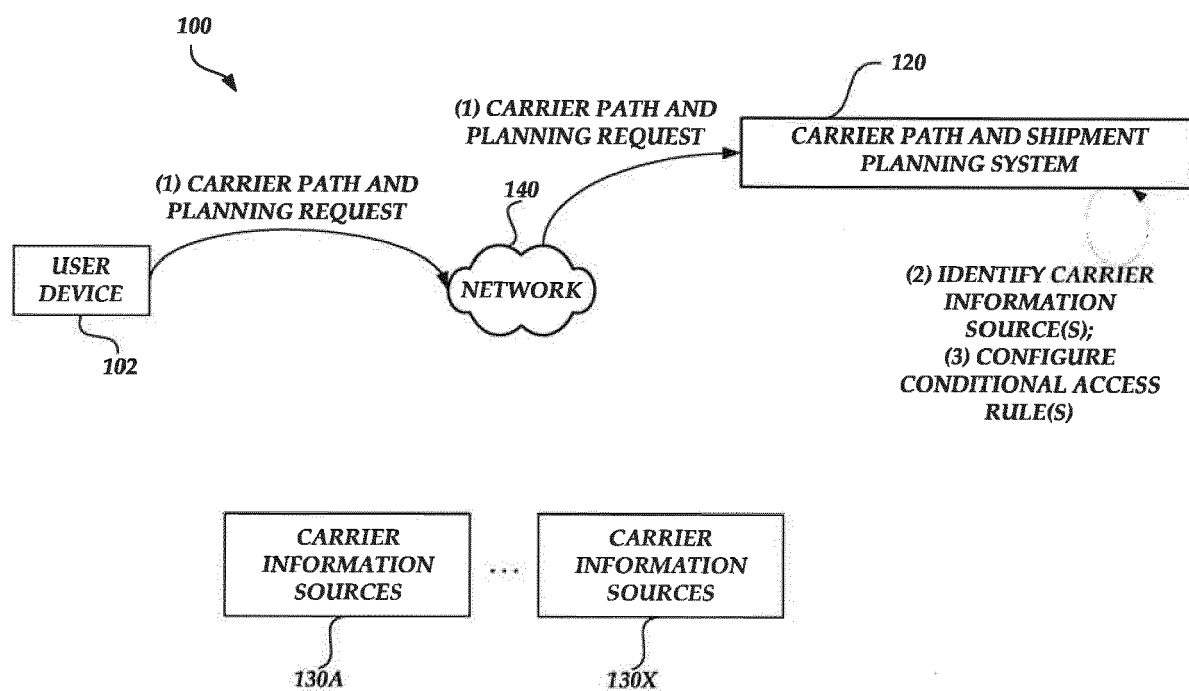 100
120
(1) CARRIER PATH AND
PLANNING REQUEST
CARRIER PATH AND SHIPMENT
PLANNING SYSTEM
(1) CARRIER PATH AND
PLANNING REQUEST
140
USER
DEVICE
NETWORK
102
(2) IDENTIFY CARRIER
INFORMATION
SOURCE(S);
(3) CONFIGURE
CONDITIONAL ACCESS
RULE(S)
CARRIER
INFORMATION
SOURCES
...
CARRIER
INFORMATION
SOURCES
130A
130X